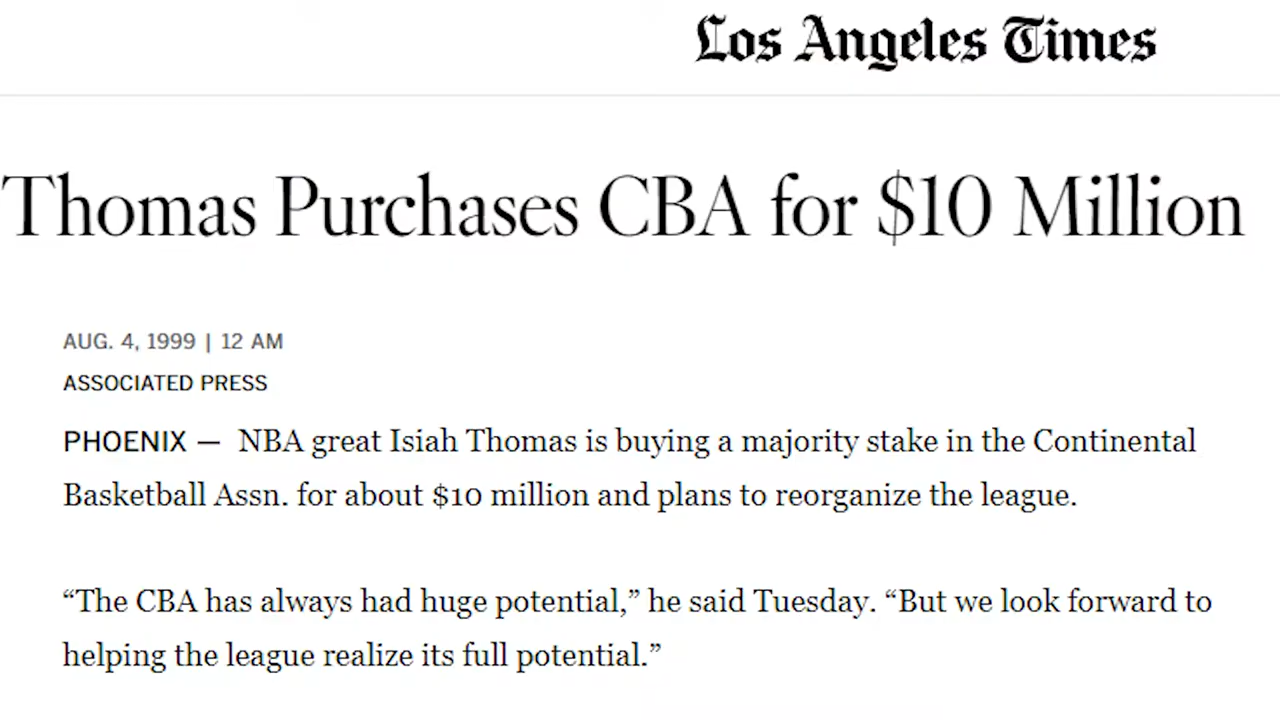 Los Angeles Times
Thomas Purchases CBA for $10 Million
AUG. 4, 1999 | 12 AM
ASSOCIATED PRESS
PHOENIX — NBA great Isiah Thomas is buying a majority stake in the Continental
Basketball Assn. for about $10 million and plans to reorganize the league.
“The CBA has always had huge potential,” he said Tuesday. “But we look forward to
helping the league realize its full potential.”